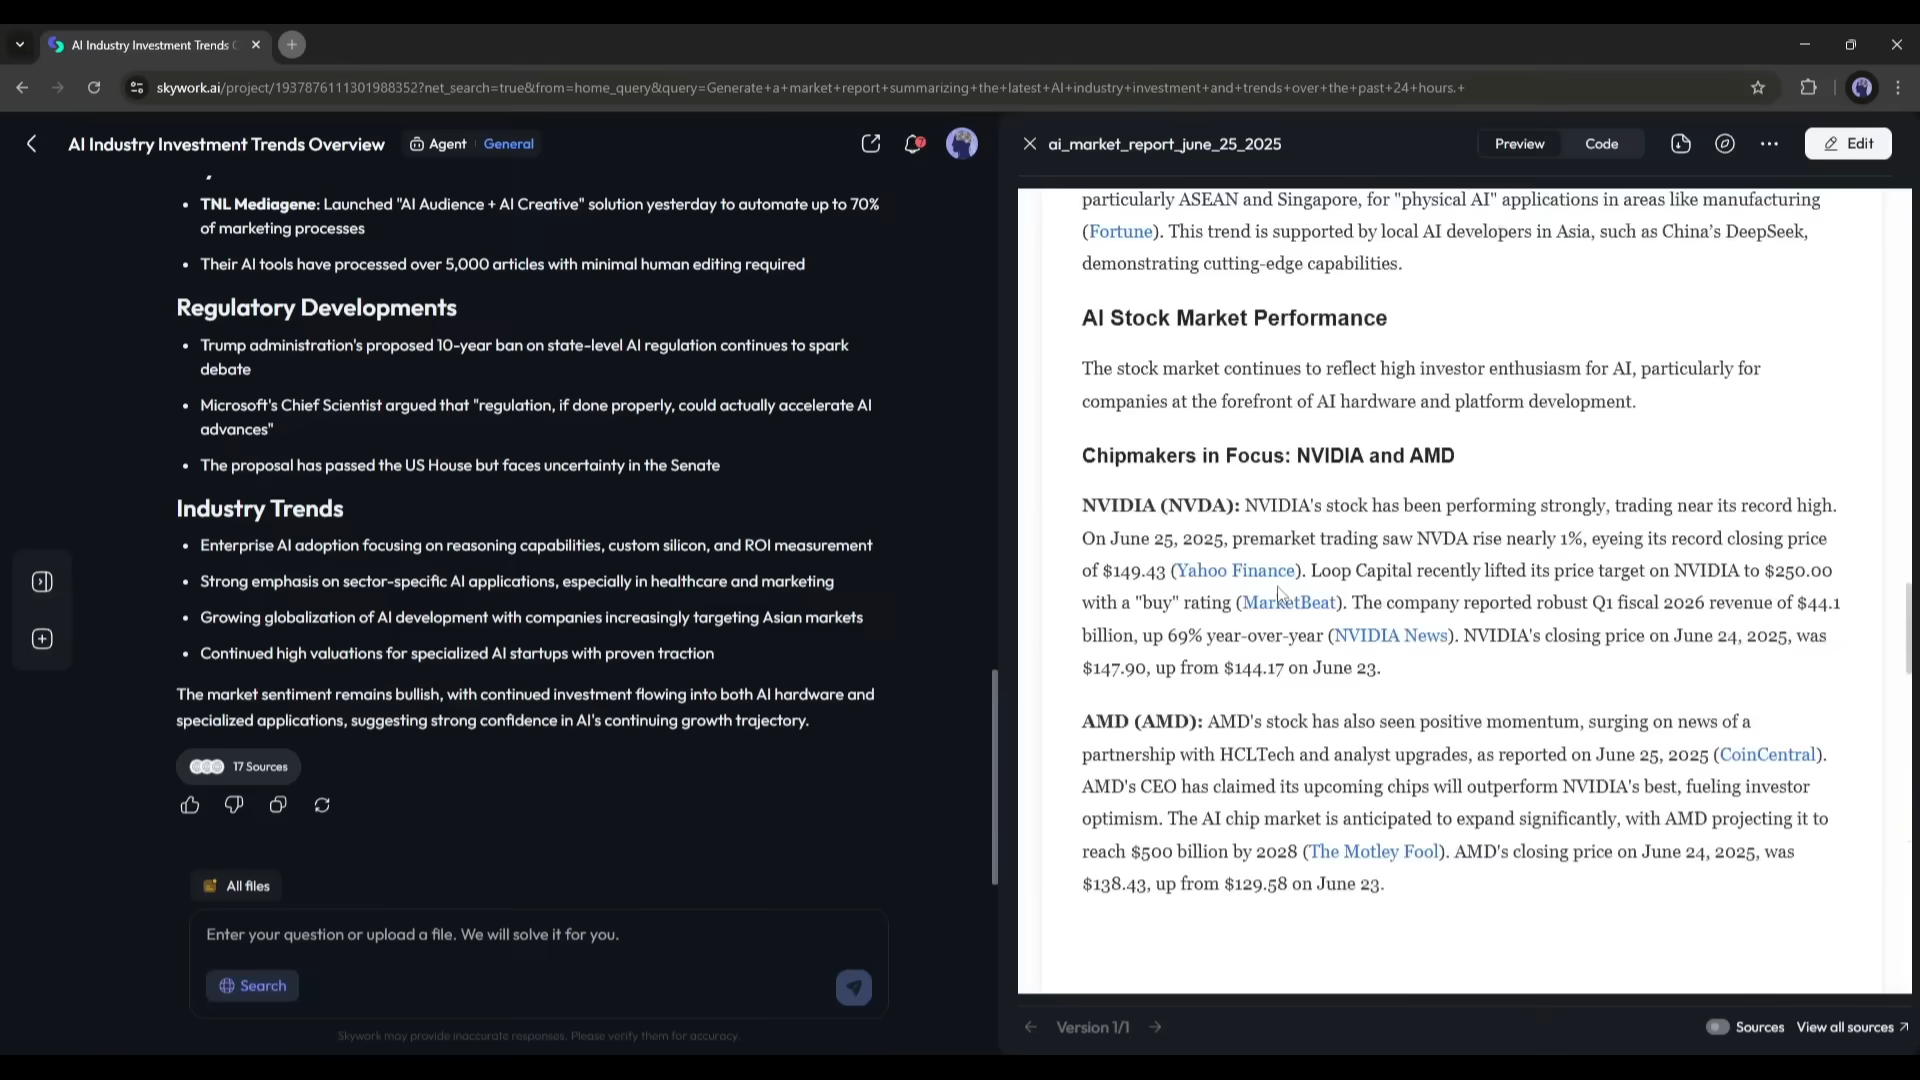 AI Industry Investment Trends
skywork.ai/project/1937876111301988352?net_search=true&from=home_query&query=Generate+a+market+report+summarizing+the+latest+AI+industry+investment+and+trends+over+the+past+24+hours.+
AI Industry Investment Trends Overview
Agent
General
7
TNL Mediagene: Launched "AI Audience + AI Creative" solution yesterday to automate up to 70%
of marketing processes
Their AI tools have processed over 5,000 articles with minimal human editing required
Regulatory Developments
Trump administration's proposed 10-year ban on state-level AI regulation continues to spark
debate
Microsoft's Chief Scientist argued that "regulation, if done properly, could actually accelerate AI
advances"
The proposal has passed the US House but faces uncertainty in the Senate
Industry Trends
Enterprise AI adoption focusing on reasoning capabilities, custom silicon, and ROI measurement
Strong emphasis on sector-specific AI applications, especially in healthcare and marketing
Growing globalization of AI development with companies increasingly targeting Asian markets
Continued high valuations for specialized AI startups with proven traction
The market sentiment remains bullish, with continued investment flowing into both AI hardware and
specialized applications, suggesting strong confidence in AI's continuing growth trajectory.
17 Sources
All files
Enter your question or upload a file. We will solve it for you.
Search
Skywork may provide inaccurate responses. Please verify them for accuracy.
ai_market_report_june_25_2025
Preview
Code
Edit
particularly ASEAN and Singapore, for "physical AI" applications in areas like manufacturing
(Fortune). This trend is supported by local AI developers in Asia, such as China's DeepSeek,
demonstrating cutting-edge capabilities.
AI Stock Market Performance
The stock market continues to reflect high investor enthusiasm for AI, particularly for
companies at the forefront of AI hardware and platform development.
Chipmakers in Focus: NVIDIA and AMD
NVIDIA (NVDA): NVIDIA's stock has been performing strongly, trading near its record high.
On June 25, 2025, premarket trading saw NVDA rise nearly 1%, eyeing its record closing price
of $149.43 (Yahoo Finance). Loop Capital recently lifted its price target on NVIDIA to $250.00
with a "buy" rating (MarketBeat). The company reported robust Q1 fiscal 2026 revenue of $44.1
billion, up 69% year-over-year (NVIDIA News). NVIDIA's closing price on June 24, 2025, was
$147.90, up from $144.17 on June 23.
AMD (AMD): AMD's stock has also seen positive momentum, surging on news of a
partnership with HCLTech and analyst upgrades, as reported on June 25, 2025 (CoinCentral).
AMD's CEO has claimed its upcoming chips will outperform NVIDIA's best, fueling investor
optimism. The AI chip market is anticipated to expand significantly, with AMD projecting it to
reach $500 billion by 2028 (The Motley Fool). AMD's closing price on June 24, 2025, was
$138.43, up from $129.58 on June 23.
Version 1/1
Sources
View all sources